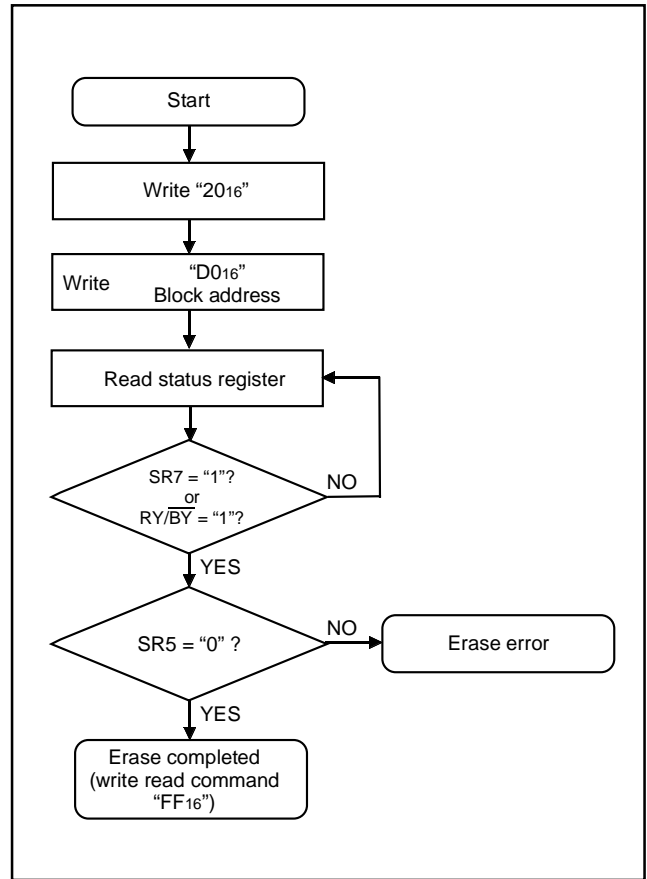 Start
Write “20₁₆”
Write “D0₁₆”
Block address
Read status register
SR7 = “1”?
or
RY/B̅Y̅ = “1”?
NO
YES
SR5 = “0” ?
NO
Erase error
YES
Erase completed
(write read command
“FF₁₆”)